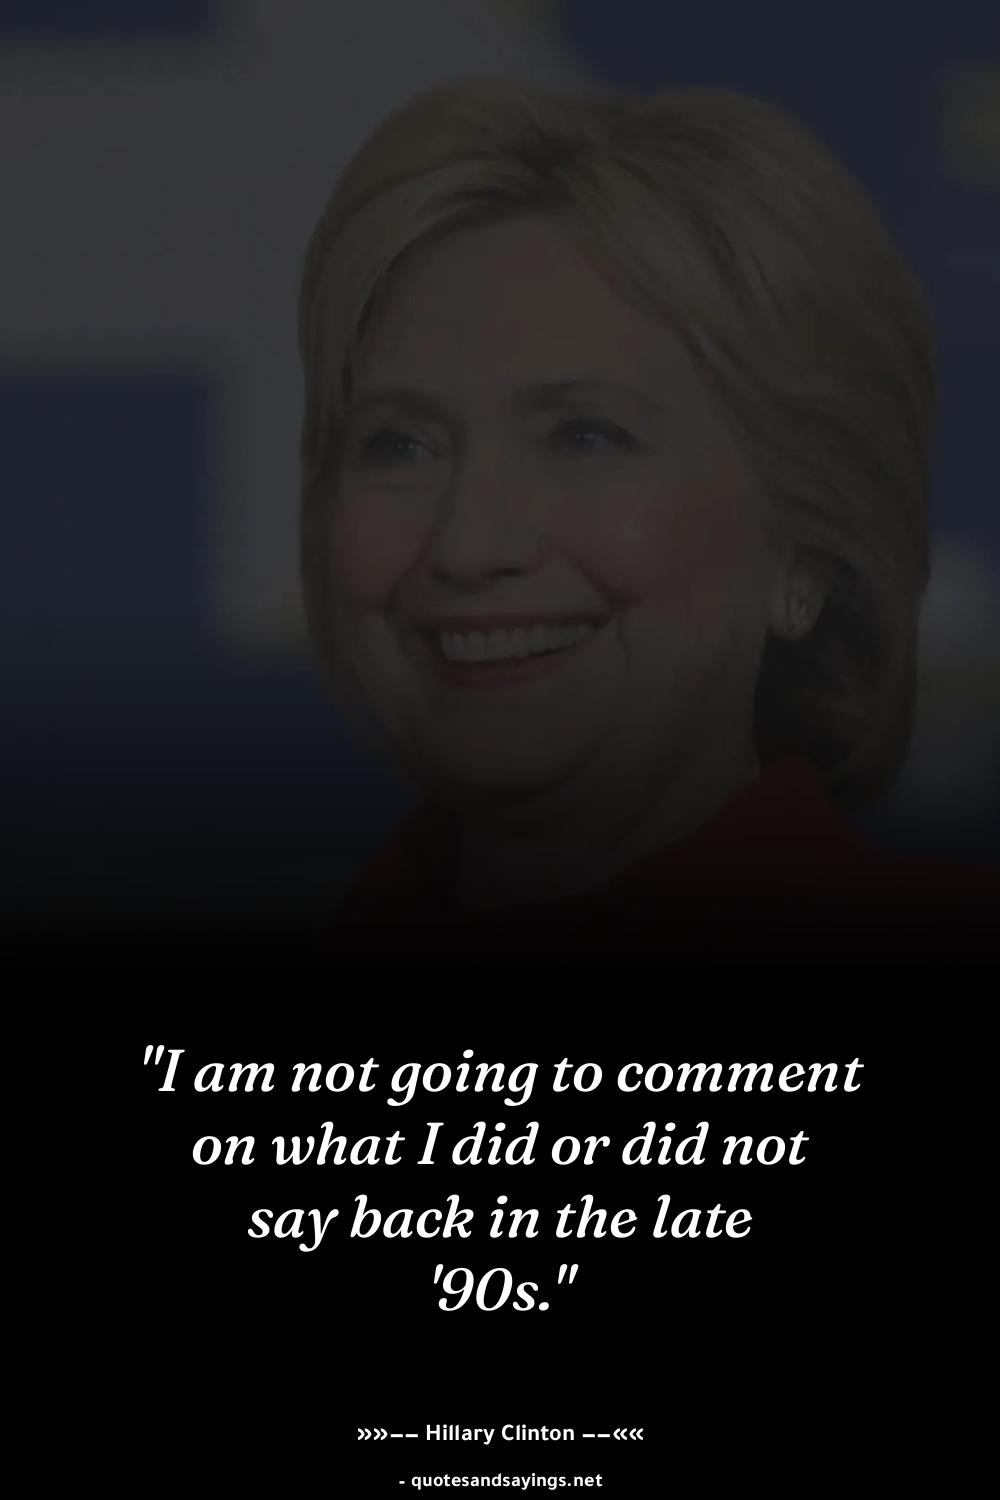 "I am not going to comment
on what I did or did not
say back in the late
'90s."
»»−− Hillary Clinton −−««
- quotesandsayings.net